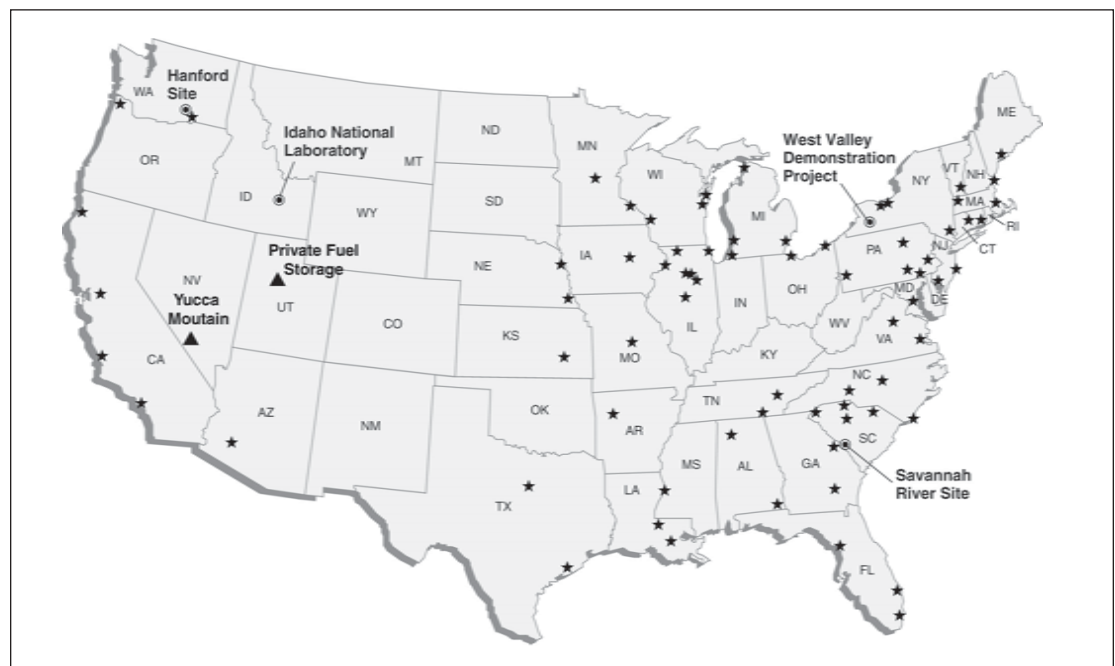 Hanford
Site
WA
OR
Idaho National
Laboratory
MT
ID
WY
ND
SD
NE
MN
WI
MI
West Valley
Demonstration
Project
NY
VT
NH
ME
MA
RI
CT
NJ
PA
MD
DE
Private Fuel
Storage
NV
UT
Yucca
Moutain
CA
CO
KS
IA
IL
IN
OH
WV
VA
KY
MO
AZ
NM
OK
AR
TN
NC
SC
MS
AL
GA
LA
TX
Savannah
River Site
FL